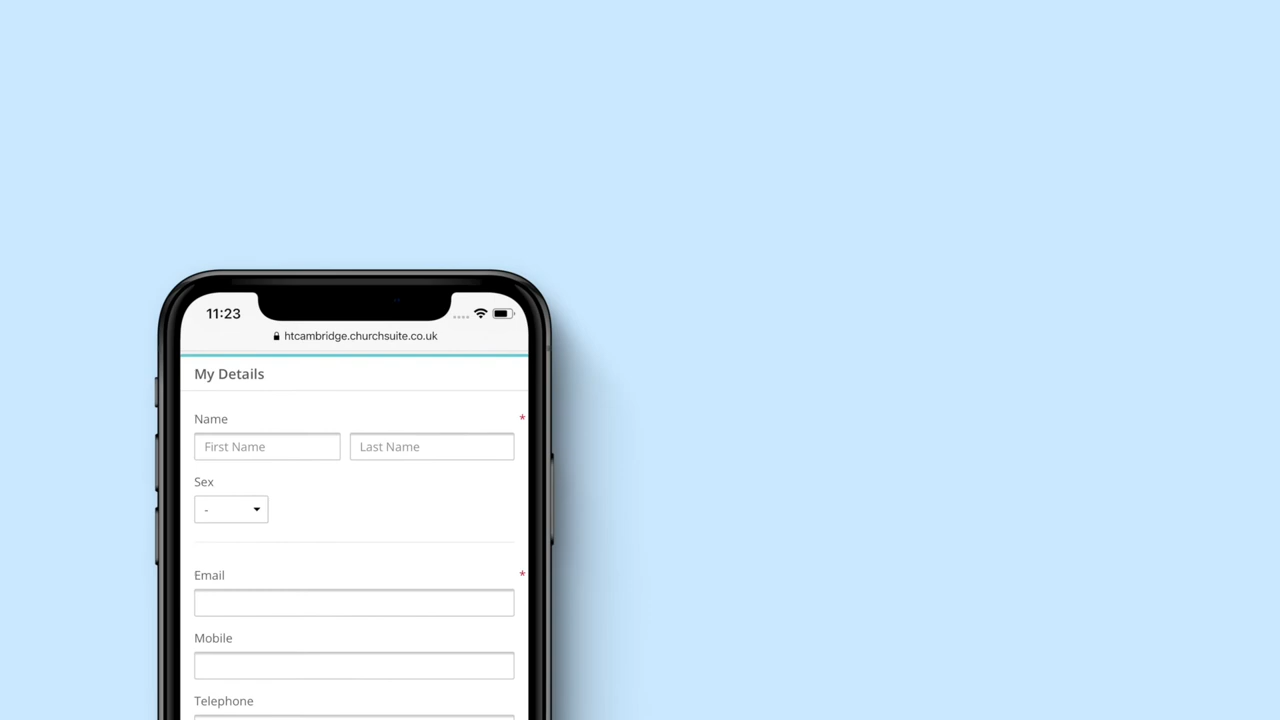 11:23
htcambridge.churchsuite.co.uk
My Details
Name *
First Name Last Name
Sex
-
Email *
Mobile
Telephone